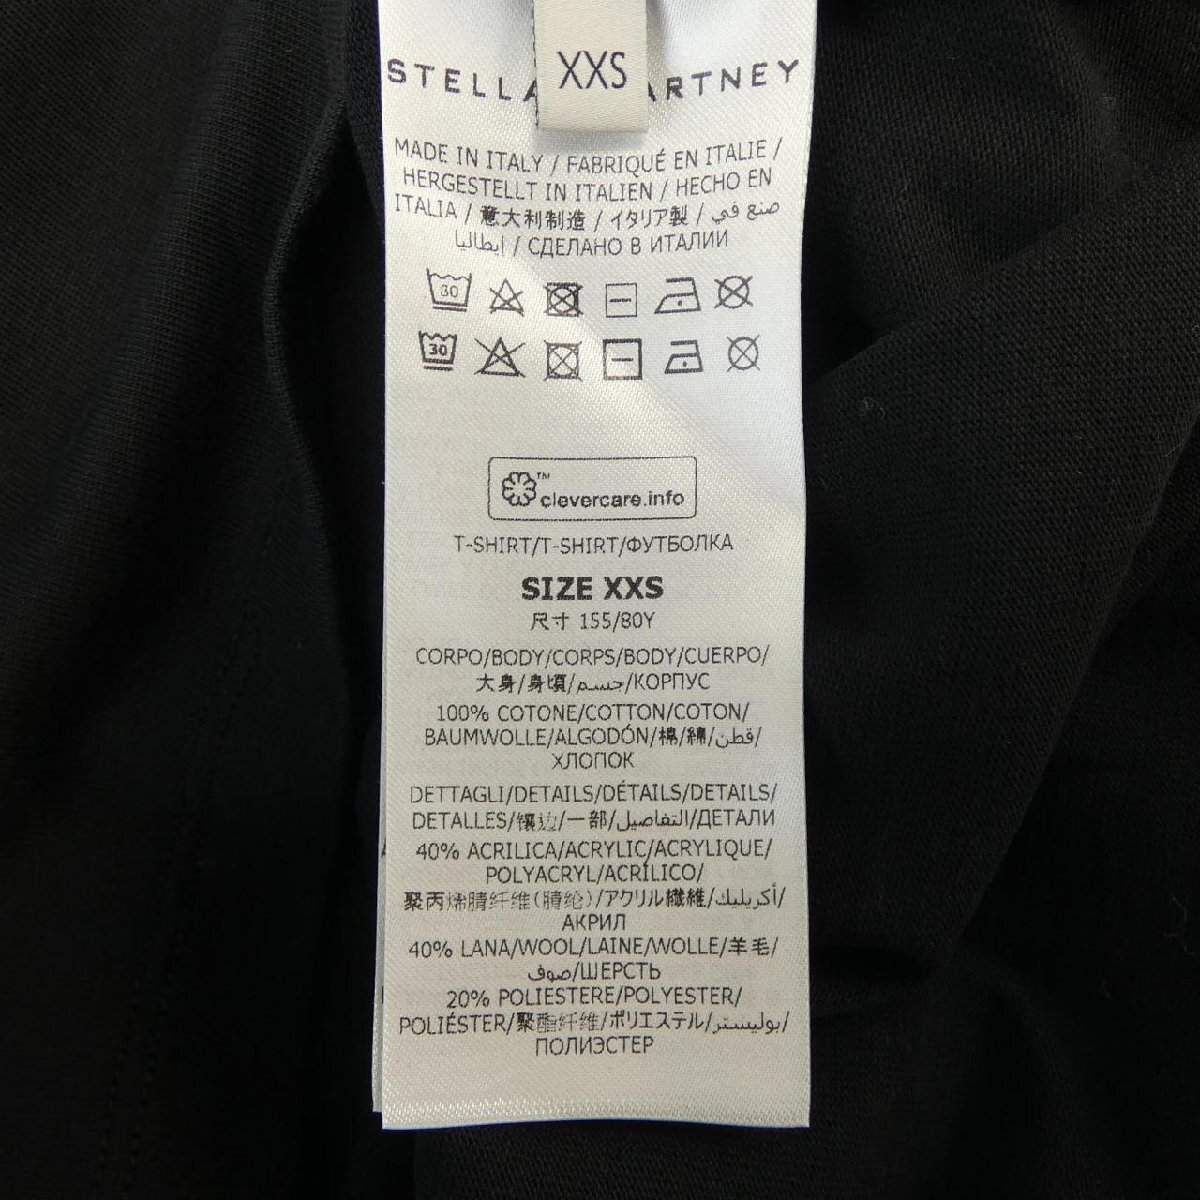 XXS
STELLA McCARTNEY
MADE IN ITALY / FABRIQUÉ EN ITALIE /
HERGESTELLT IN ITALIEN / HECHO EN
ITALIA / 意大利制造 / イタリア製 / صنع في
إيطاليا / СДЕЛАНО В ИТАЛИИ
30
30
™
clevercare.info
T-SHIRT/T-SHIRT/ФУТБОЛКА
SIZE XXS
尺寸 155/80Y
CORPO/BODY/CORPS/BODY/CUERPO/
大身/身頃/جسم/КОРПУС
100% COTONE/COTTON/COTON/
BAUMWOLLE/ALGODÓN/棉/綿/قطن/
ХЛОПОК
DETTAGLI/DETAILS/DÉTAILS/DETAILS/
DETALLES/镶边/一部/التفاصيل/ДЕТАЛИ
40% ACRILICA/ACRYLIC/ACRYLIQUE/
POLYACRYL/ACRÍLICO/
聚丙烯腈纤维(腈纶)/アクリル繊維/أكريليك/
АКРИЛ
40% LANA/WOOL/LAINE/WOLLE/羊毛/
صوف/ШЕРСТЬ
20% POLIESTERE/POLYESTER/
POLIÉSTER/聚酯纤维/ポリエステル/بوليستر/
ПОЛИЭСТЕР